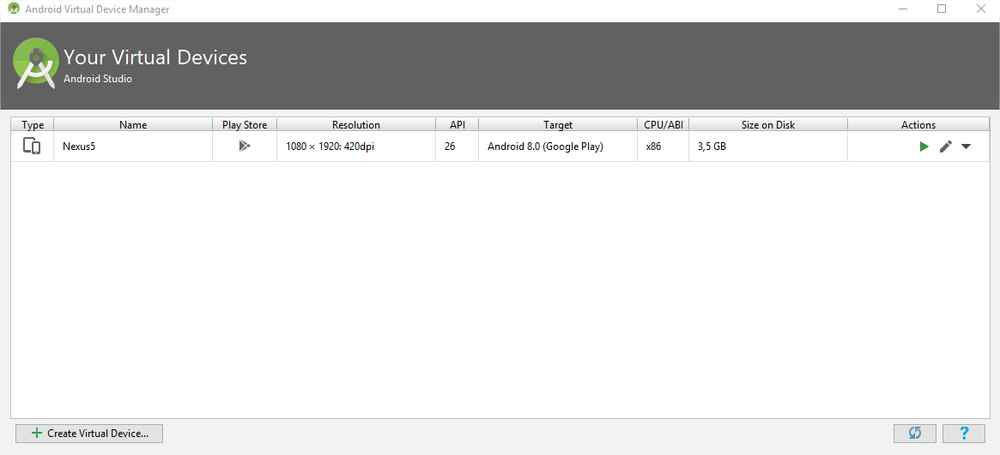 Android Virtual Device Manager
Your Virtual Devices
Android Studio
Type Name Play Store Resolution API Target CPU/ABI Size on Disk Actions
Nexus5 1080 × 1920: 420dpi 26 Android 8.0 (Google Play) x86 3,5 GB
Create Virtual Device... ?